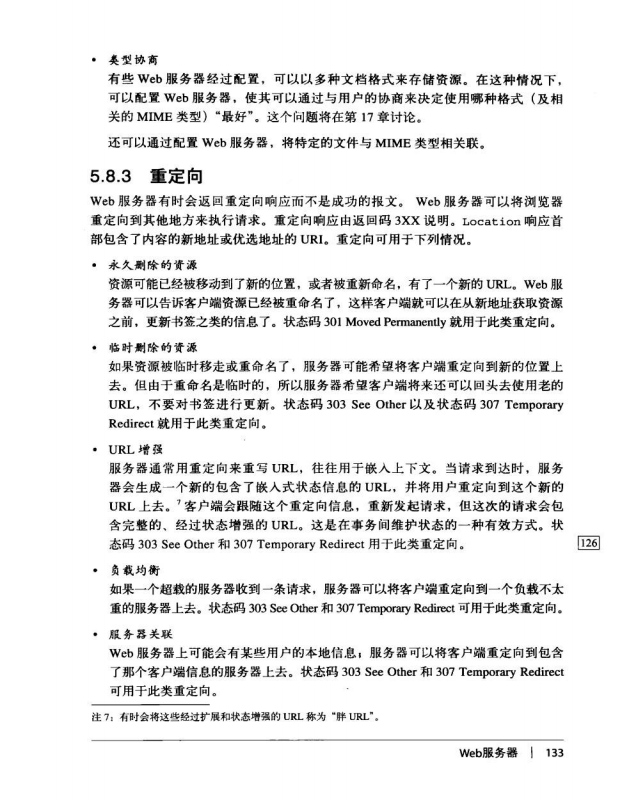 • 类型协商
有些 Web 服务器经过配置，可以以多种文档格式来存储资源。在这种情况下，
可以配置 Web 服务器，使其可以通过与用户的协商来决定使用哪种格式（及相
关的 MIME 类型）“最好”。这个问题将在第 17 章讨论。
还可以通过配置 Web 服务器，将特定的文件与 MIME 类型相关联。
5.8.3 重定向
Web 服务器有时会返回重定向响应而不是成功的报文。 Web 服务器可以将浏览器
重定向到其他地方来执行请求。重定向响应由返回码 3XX 说明。Location 响应首
部包含了内容的新地址或优选地址的 URI。重定向可用于下列情况。
• 永久删除的资源
资源可能已经被移动到了新的位置，或者被重新命名，有了一个新的 URL。Web 服
务器可以告诉客户端资源已经被重命名了，这样客户端就可以在从新地址获取资源
之前，更新书签之类的信息了。状态码 301 Moved Permanently 就用于此类重定向。
• 临时删除的资源
如果资源被临时移走或重命名了，服务器可能希望将客户端重定向到新的位置上
去。但由于重命名是临时的，所以服务器希望客户端将来还可以回头去使用老的
URL，不要对书签进行更新。状态码 303 See Other 以及状态码 307 Temporary
Redirect 就用于此类重定向。
• URL 增强
服务器通常用重定向来重写 URL，往往用于嵌入上下文。当请求到达时，服务
器会生成一个新的包含了嵌入式状态信息的 URL，并将用户重定向到这个新的
URL 上去。7 客户端会跟随这个重定向信息，重新发起请求，但这次的请求会包
含完整的、经过状态增强的 URL。这是在事务间维护状态的一种有效方式。状
态码 303 See Other 和 307 Temporary Redirect 用于此类重定向。
126
• 负载均衡
如果一个超载的服务器收到一条请求，服务器可以将客户端重定向到一个负载不太
重的服务器上去。状态码 303 See Other 和 307 Temporary Redirect 可用于此类重定向。
• 服务器关联
Web 服务器上可能会有某些用户的本地信息；服务器可以将客户端重定向到包含
了那个客户端信息的服务器上去。状态码 303 See Other 和 307 Temporary Redirect
可用于此类重定向。
注 7：有时会将这些经过扩展和状态增强的 URL 称为“胖 URL”。
Web服务器 | 133